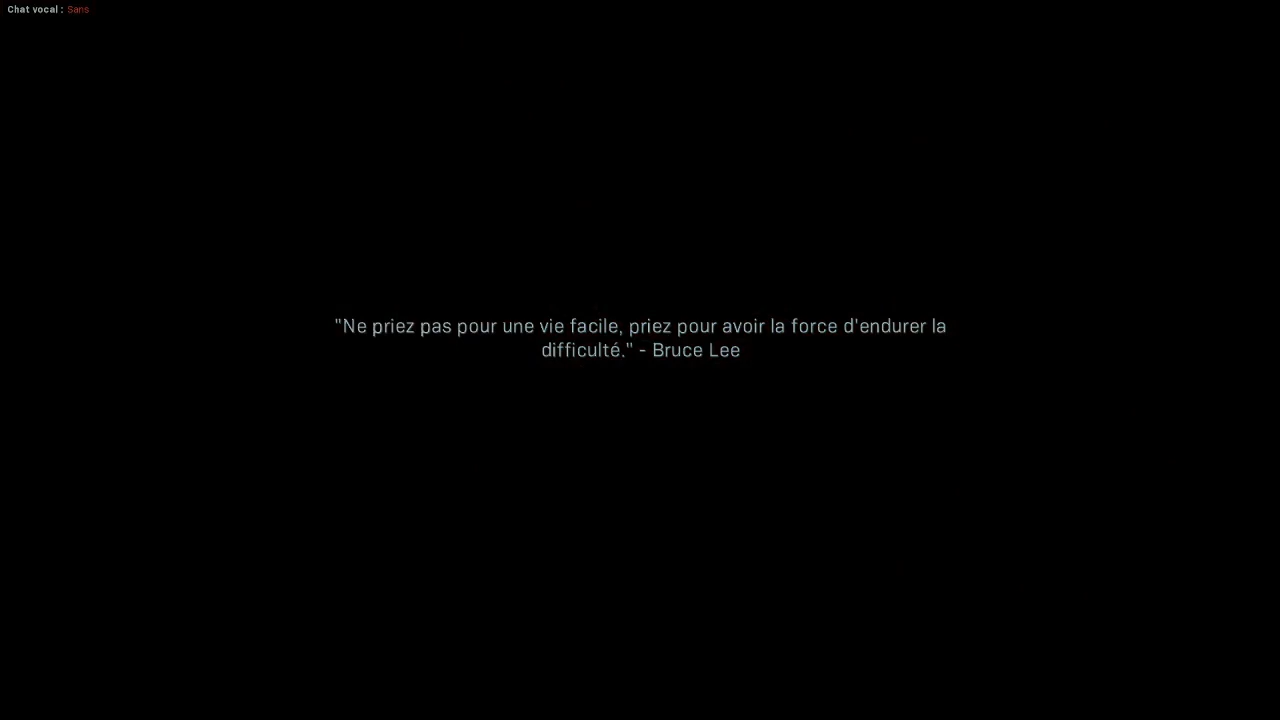 Chat vocal : Sans
"Ne priez pas pour une vie facile, priez pour avoir la force d'endurer la
difficulté." - Bruce Lee